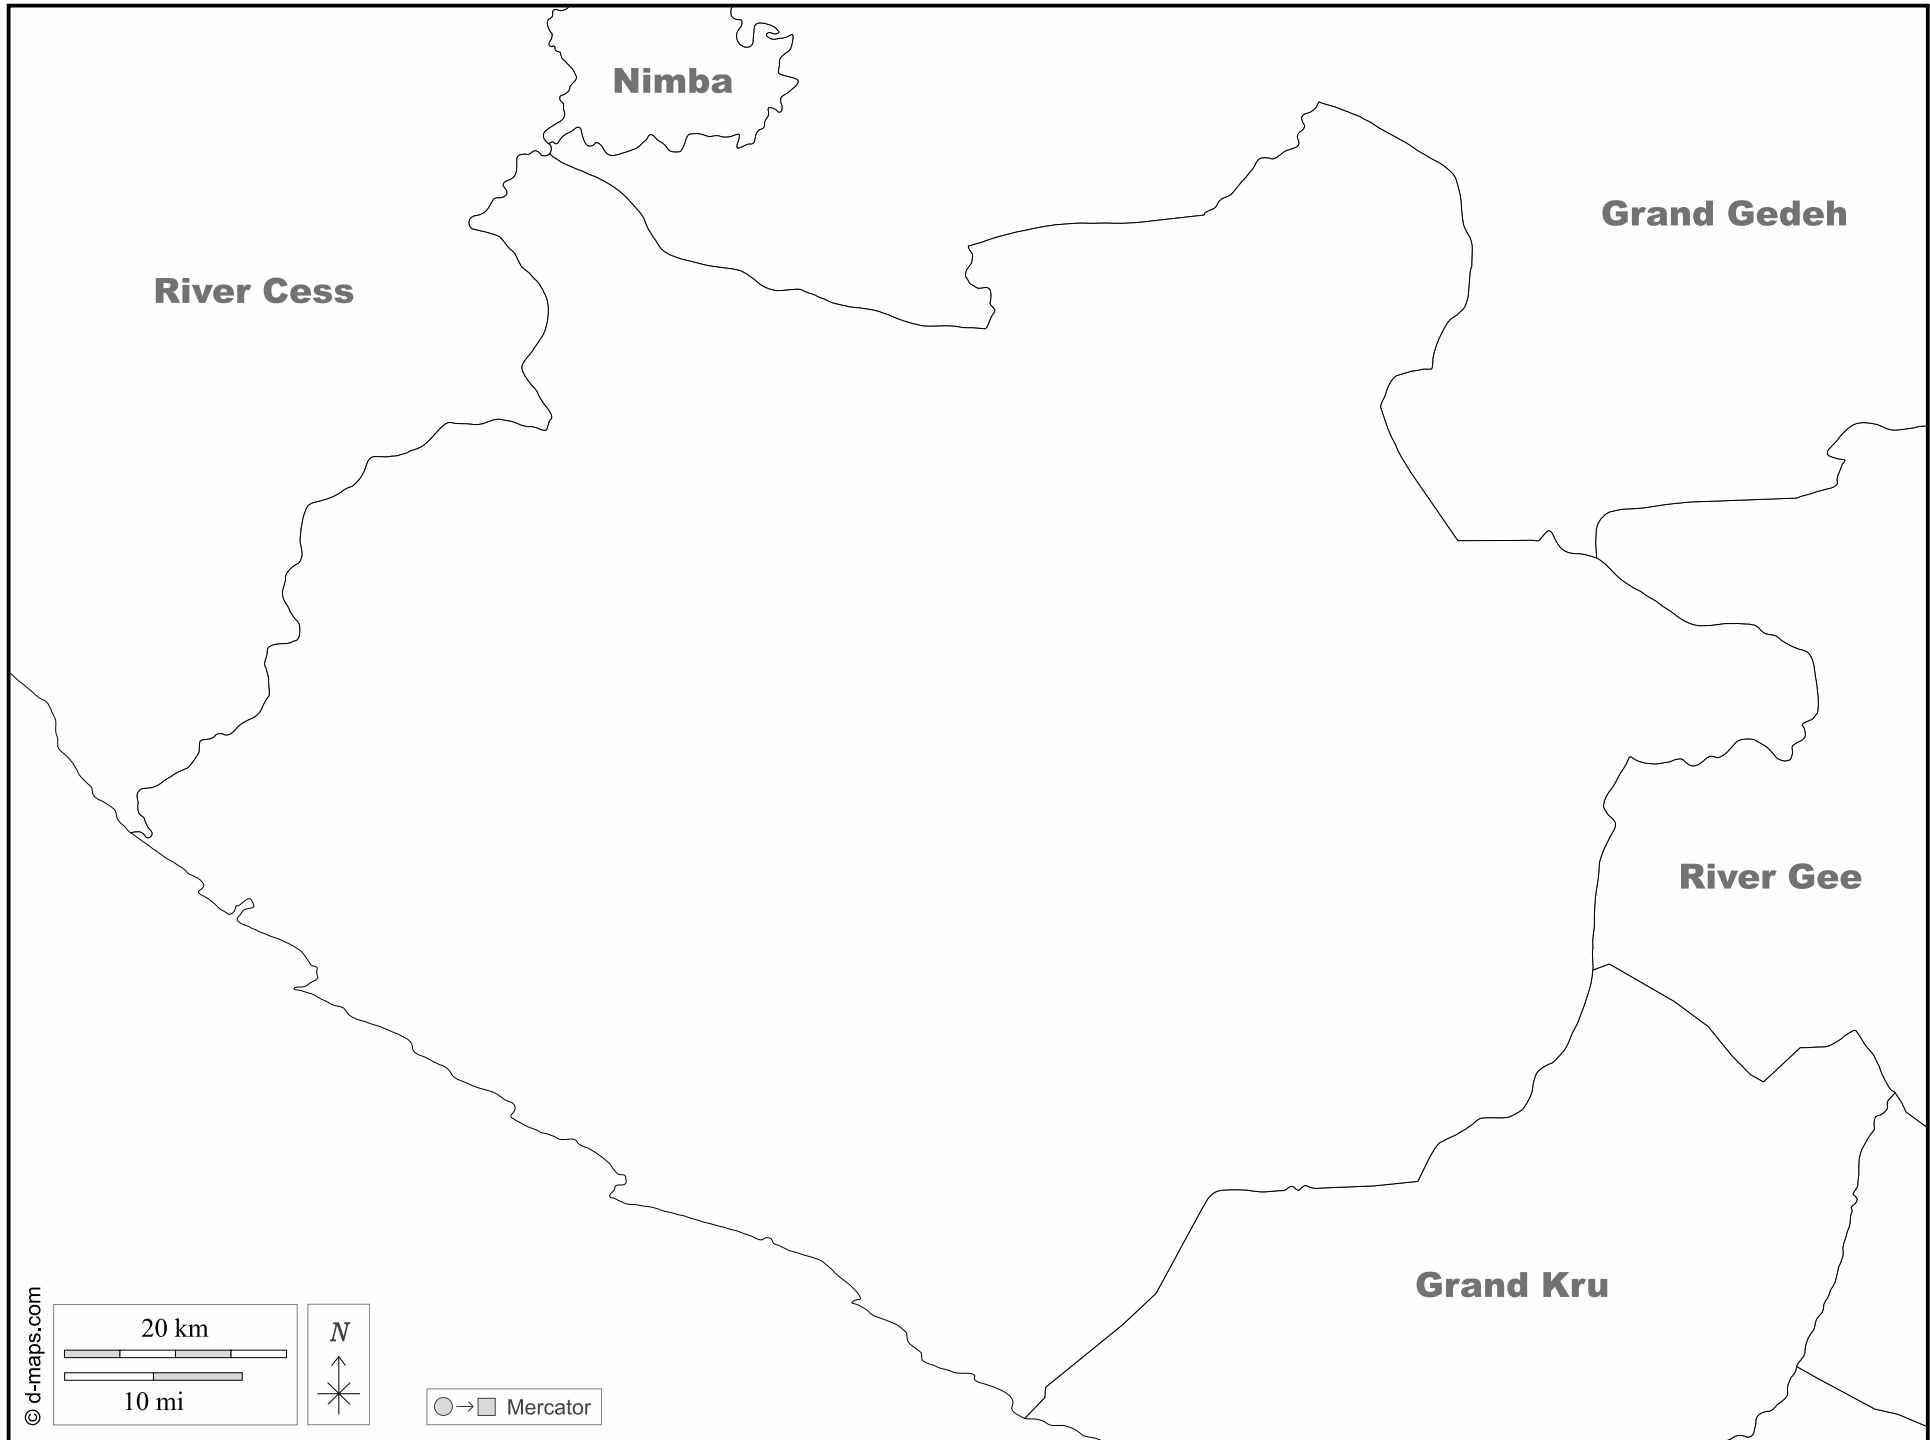 Nimba
Grand Gedeh
River Cess
River Gee
Grand Kru
© d-maps.com
20 km
10 mi
N
Mercator